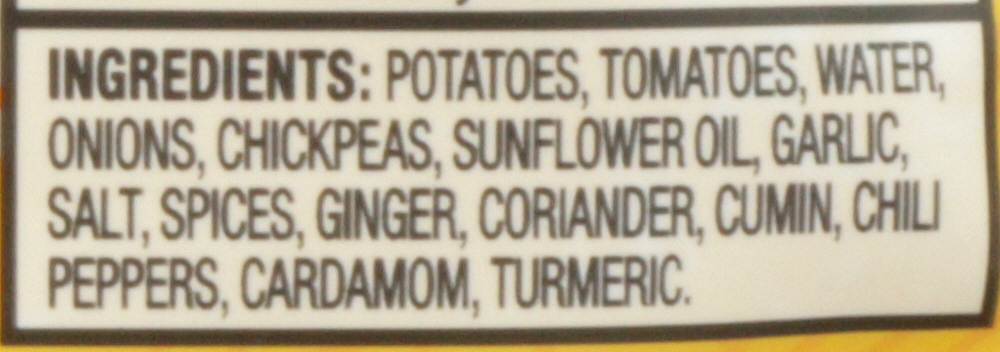 INGREDIENTS: POTATOES, TOMATOES, WATER,
ONIONS, CHICKPEAS, SUNFLOWER OIL, GARLIC,
SALT, SPICES, GINGER, CORIANDER, CUMIN, CHILI
PEPPERS, CARDAMOM, TURMERIC.